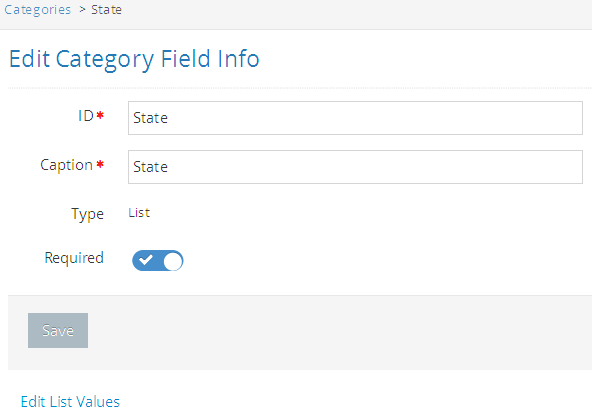 Categories > State
Edit Category Field Info
ID* State
Caption* State
Type List
Required
Save
Edit List Values